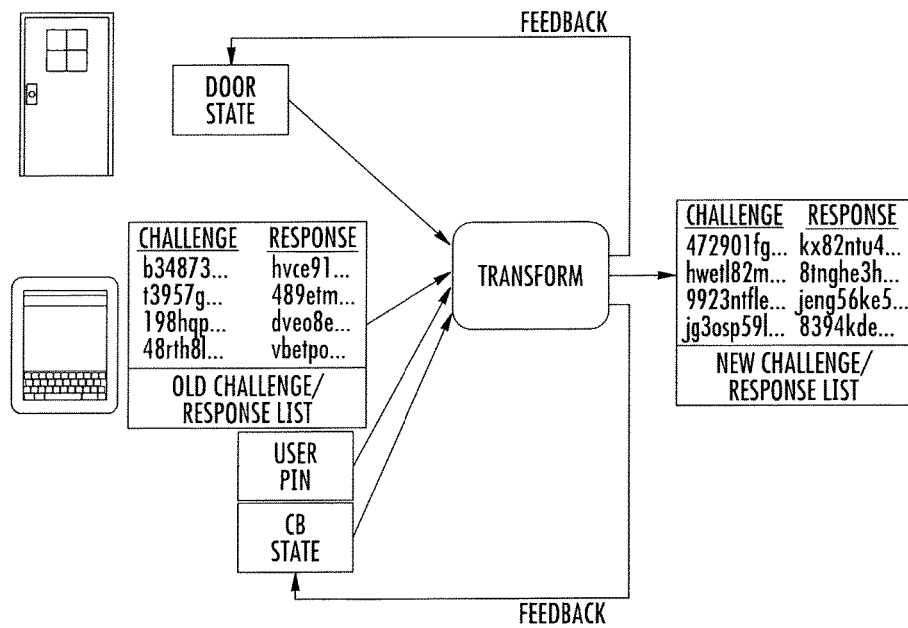 FEEDBACK
DOOR
STATE
CHALLENGE RESPONSE
b34873... hvce91...
t3957g... 489etm...
198hqp... dveo8e...
48rth8l... vbetpo...
OLD CHALLENGE/
RESPONSE LIST
USER
PIN
CB
STATE
TRANSFORM
CHALLENGE RESPONSE
472901fg... kx82ntu4...
hwetl82m... 8tnghe3h...
9923ntfle... jeng56ke5...
jg3osp59l... 8394kde...
NEW CHALLENGE/
RESPONSE LIST
FEEDBACK